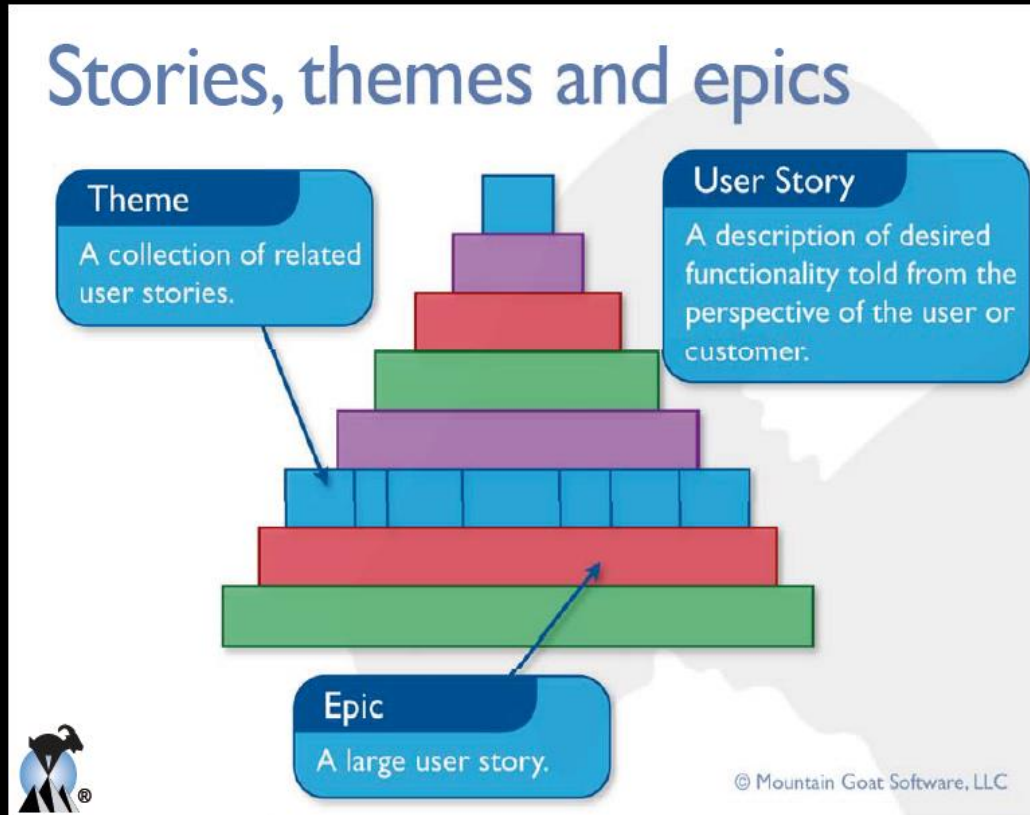 Stories, themes and epics
Theme
A collection of related
user stories.
User Story
A description of desired
functionality told from the
perspective of the user or
customer.
Epic
A large user story.
®
© Mountain Goat Software, LLC